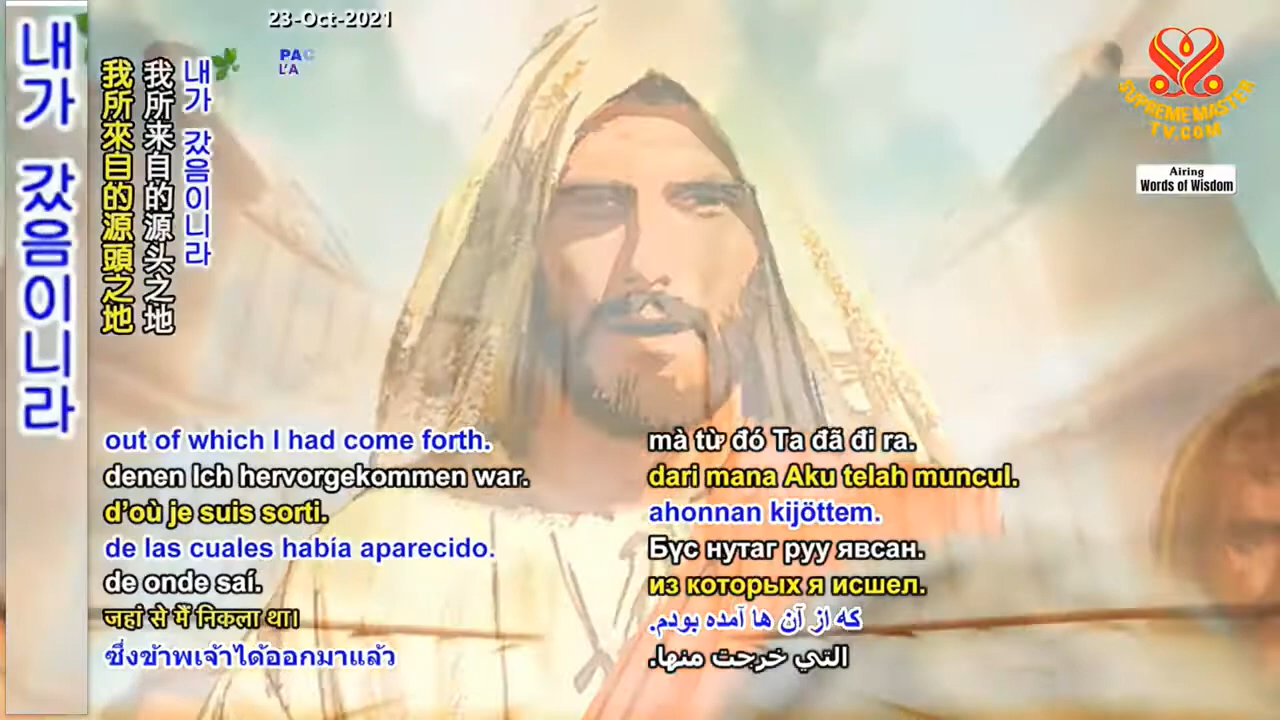 23-Oct-2021
PAC
L'A
SUPREME MASTER
TV.COM
Airing
Words of Wisdom
내가 갔음이니라
我所來自的源頭之地
我所来自的源头之地
내가 갔음이니라
out of which I had come forth.
denen Ich hervorgekommen war.
d'où je suis sorti.
de las cuales había aparecido.
de onde saí.
जहां से मैं निकला था।
ซึ่งข้าพเจ้าได้ออกมาแล้ว
mà từ đó Ta đã đi ra.
dari mana Aku telah muncul.
ahonnan kijöttem.
Бүс нутаг руу явсан.
из которых я исшел.
که از آن ها آمده بودم.
التي خرجت منها.